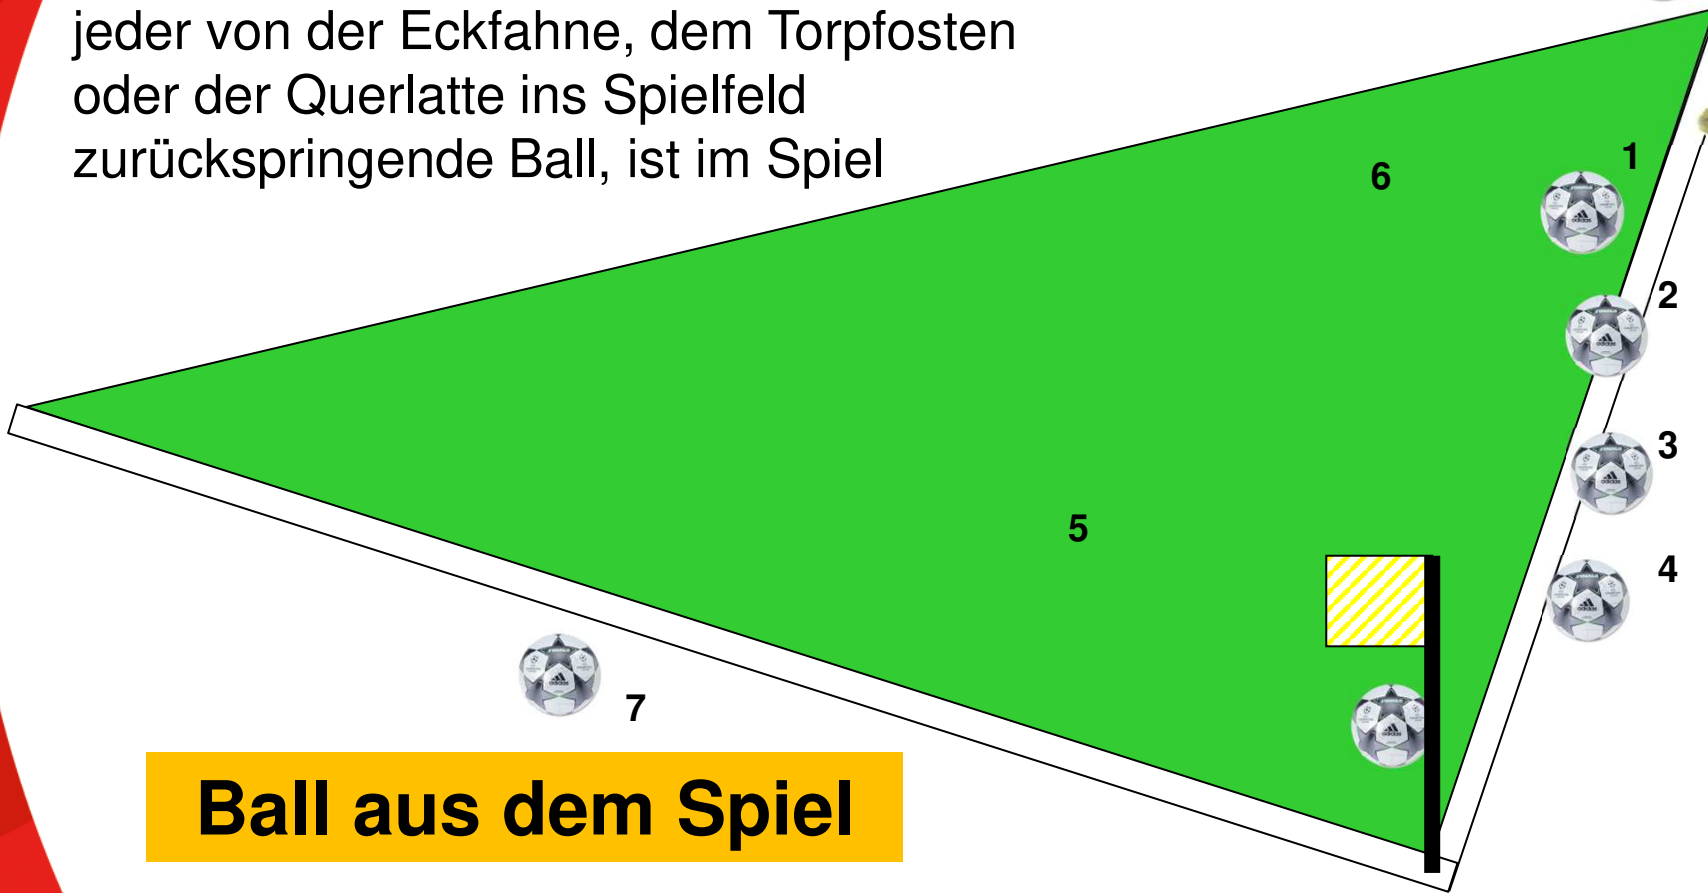 jeder von der Eckfahne, dem Torpfosten
oder der Querlatte ins Spielfeld
zurückspringende Ball, ist im Spiel
1
6
2
3
5
4
7
Ball aus dem Spiel